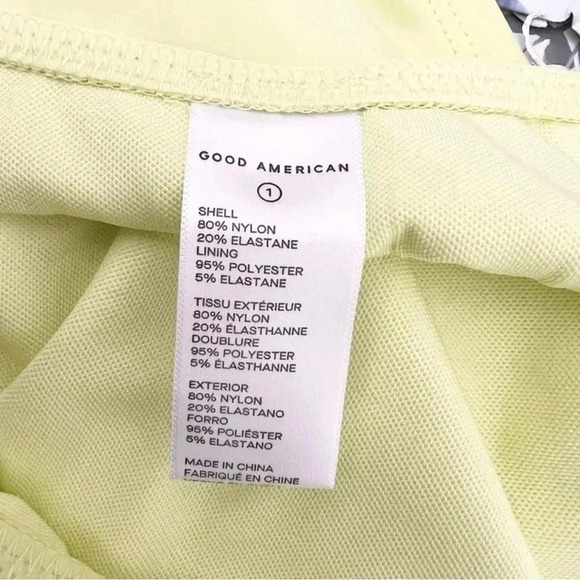 GOOD AMERICAN
1
SHELL
80% NYLON
20% ELASTANE
LINING
95% POLYESTER
5% ELASTANE
TISSU EXTÉRIEUR
80% NYLON
20% ÉLASTHANNE
DOUBLURE
95% POLYESTER
5% ÉLASTHANNE
EXTERIOR
80% NYLON
20% ELASTANO
FORRO
95% POLIÉSTER
5% ELASTANO
MADE IN CHINA
FABRIQUÉ EN CHINE